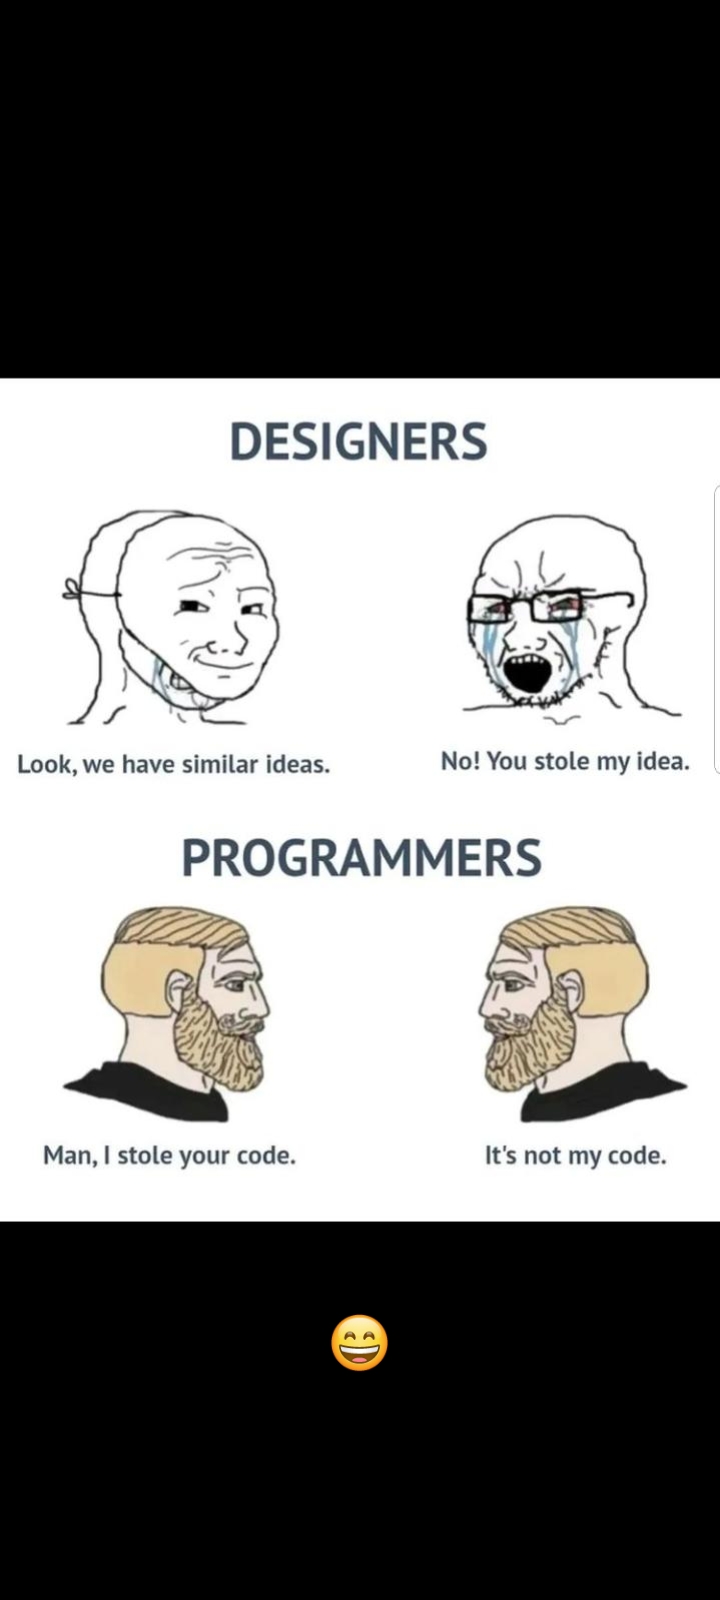 DESIGNERS
Look, we have similar ideas.
No! You stole my idea.
PROGRAMMERS
Man, I stole your code.
It's not my code.